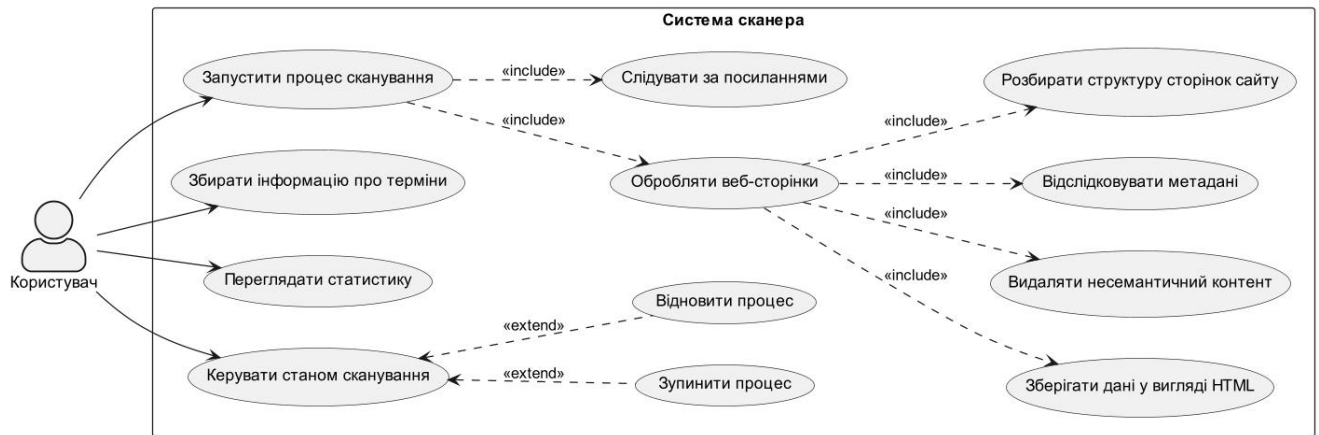 Система сканера
Запустити процес сканування
«include»
Слідувати за посиланнями
Розбирати структуру сторінок сайту
«include»
«include»
Збирати інформацію про терміни
Обробляти веб-сторінки
«include»
Відслідковувати метадані
«include»
Користувач
Переглядати статистику
«include»
Видаляти несемантичний контент
Відновити процес
«extend»
Керувати станом сканування
«extend»
Зупинити процес
Зберігати дані у вигляді HTML